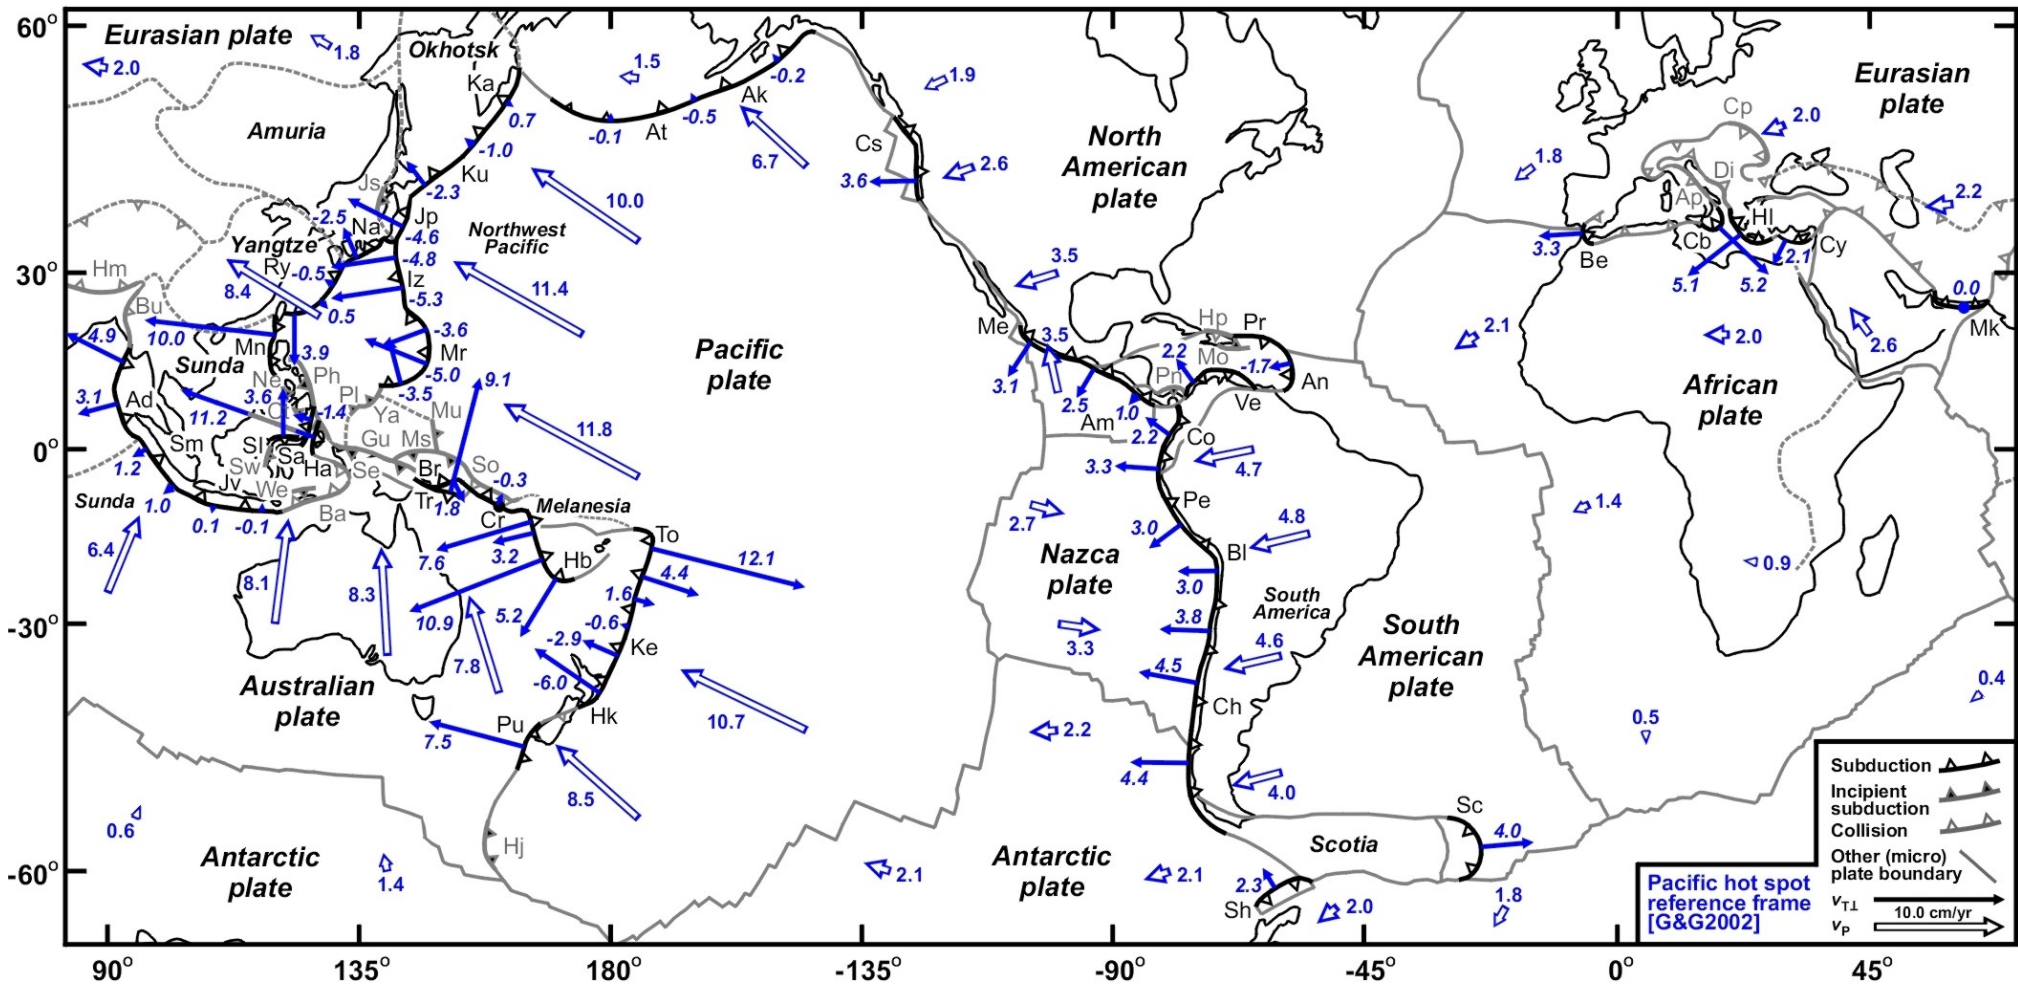 60°
30°
0°
-30°
-60°
90°
135°
180°
-135°
-90°
-45°
0°
45°
Eurasian plate
1.8
2.0
Okhotsk
Ka
0.7
-1.0
Ku
-2.3
Amuria
Js
Jp
-2.5
Na
-4.6
-4.8
Yangtze
Ry
-0.5
Iz
-5.3
8.4
0.5
Hm
Bu
10.0
4.9
Mn
3.9
-3.6
Mr
-5.0
-3.5
Sunda
Ne
Ph
3.6
Ct
-1.4
11.2
Pl
Ya
Mu
9.1
3.1
Ad
Sm
Sl
Sa
Ha
Sw
We
Se
Gu
Ms
Br
So
-0.3
Tr
1.8
Cr
Melanesia
1.2
Jv
Sunda
1.0
0.1
-0.1
Ba
6.4
8.1
8.3
7.6
3.2
Hb
To
12.1
4.4
1.6
-0.6
10.9
5.2
-2.9
Ke
7.8
-6.0
Hk
Pu
7.5
8.5
10.7
Australian
plate
Hj
0.6
Antarctic
plate
1.4
1.5
-0.2
Ak
-0.5
At
-0.1
6.7
10.0
Northwest
Pacific
11.4
11.8
Pacific
plate
1.9
Cs
2.6
3.6
North
American
plate
3.5
Me
3.5
3.1
2.5
Am
1.0
2.2
Co
Hp
Pr
Mo
2.2
Pn
-1.7
An
Ve
3.3
4.7
Pe
2.7
3.0
4.8
Bl
Nazca
plate
3.0
South
America
3.8
3.3
4.6
4.5
Ch
2.2
4.4
4.0
South
American
plate
Sc
4.0
Scotia
Antarctic
plate
2.1
2.1
2.3
Sh
2.0
1.8
Eurasian
plate
Cp
2.0
1.8
Di
Ap
2.2
Hl
Cb
Cy
3.3
Be
5.1
5.2
2.1
0.0
Mk
2.1
2.0
2.6
African
plate
1.4
0.9
0.5
0.4
Subduction
Incipient
subduction
Collision
Other (micro)
plate boundary
vT⊥
10.0 cm/yr
vP
Pacific hot spot
reference frame
[G&G2002]